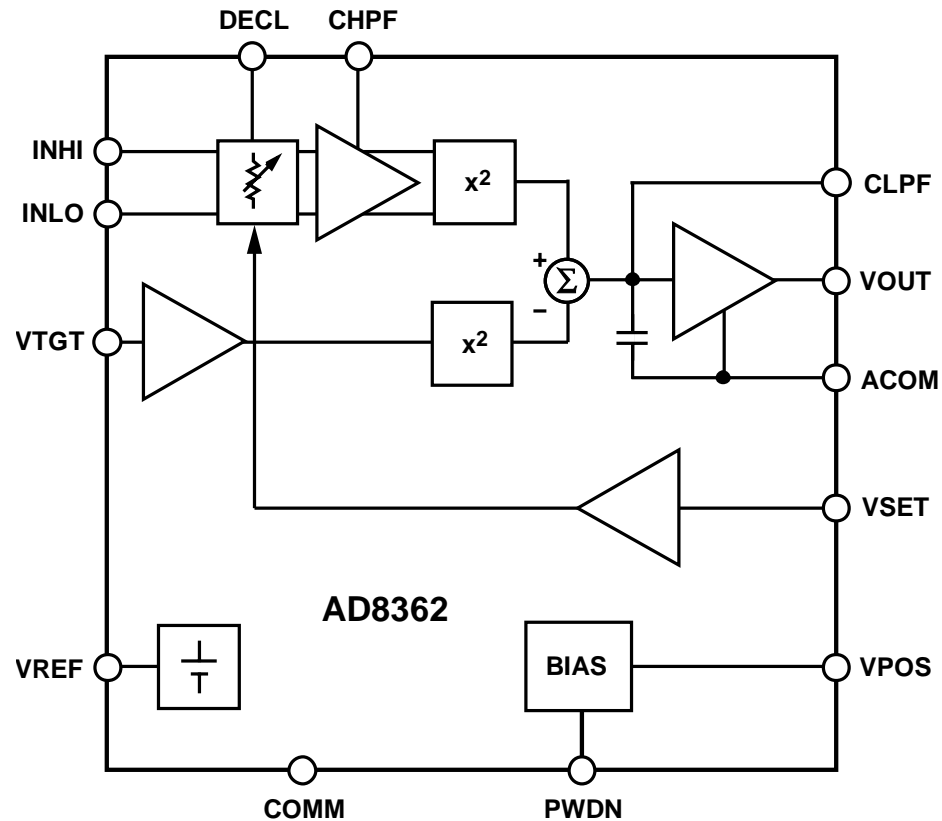 DECL CHPF
INHI
x²
CLPF
INLO
+
VOUT
Σ
−
VTGT
x²
ACOM
VSET
AD8362
VREF
BIAS
VPOS
COMM
PWDN